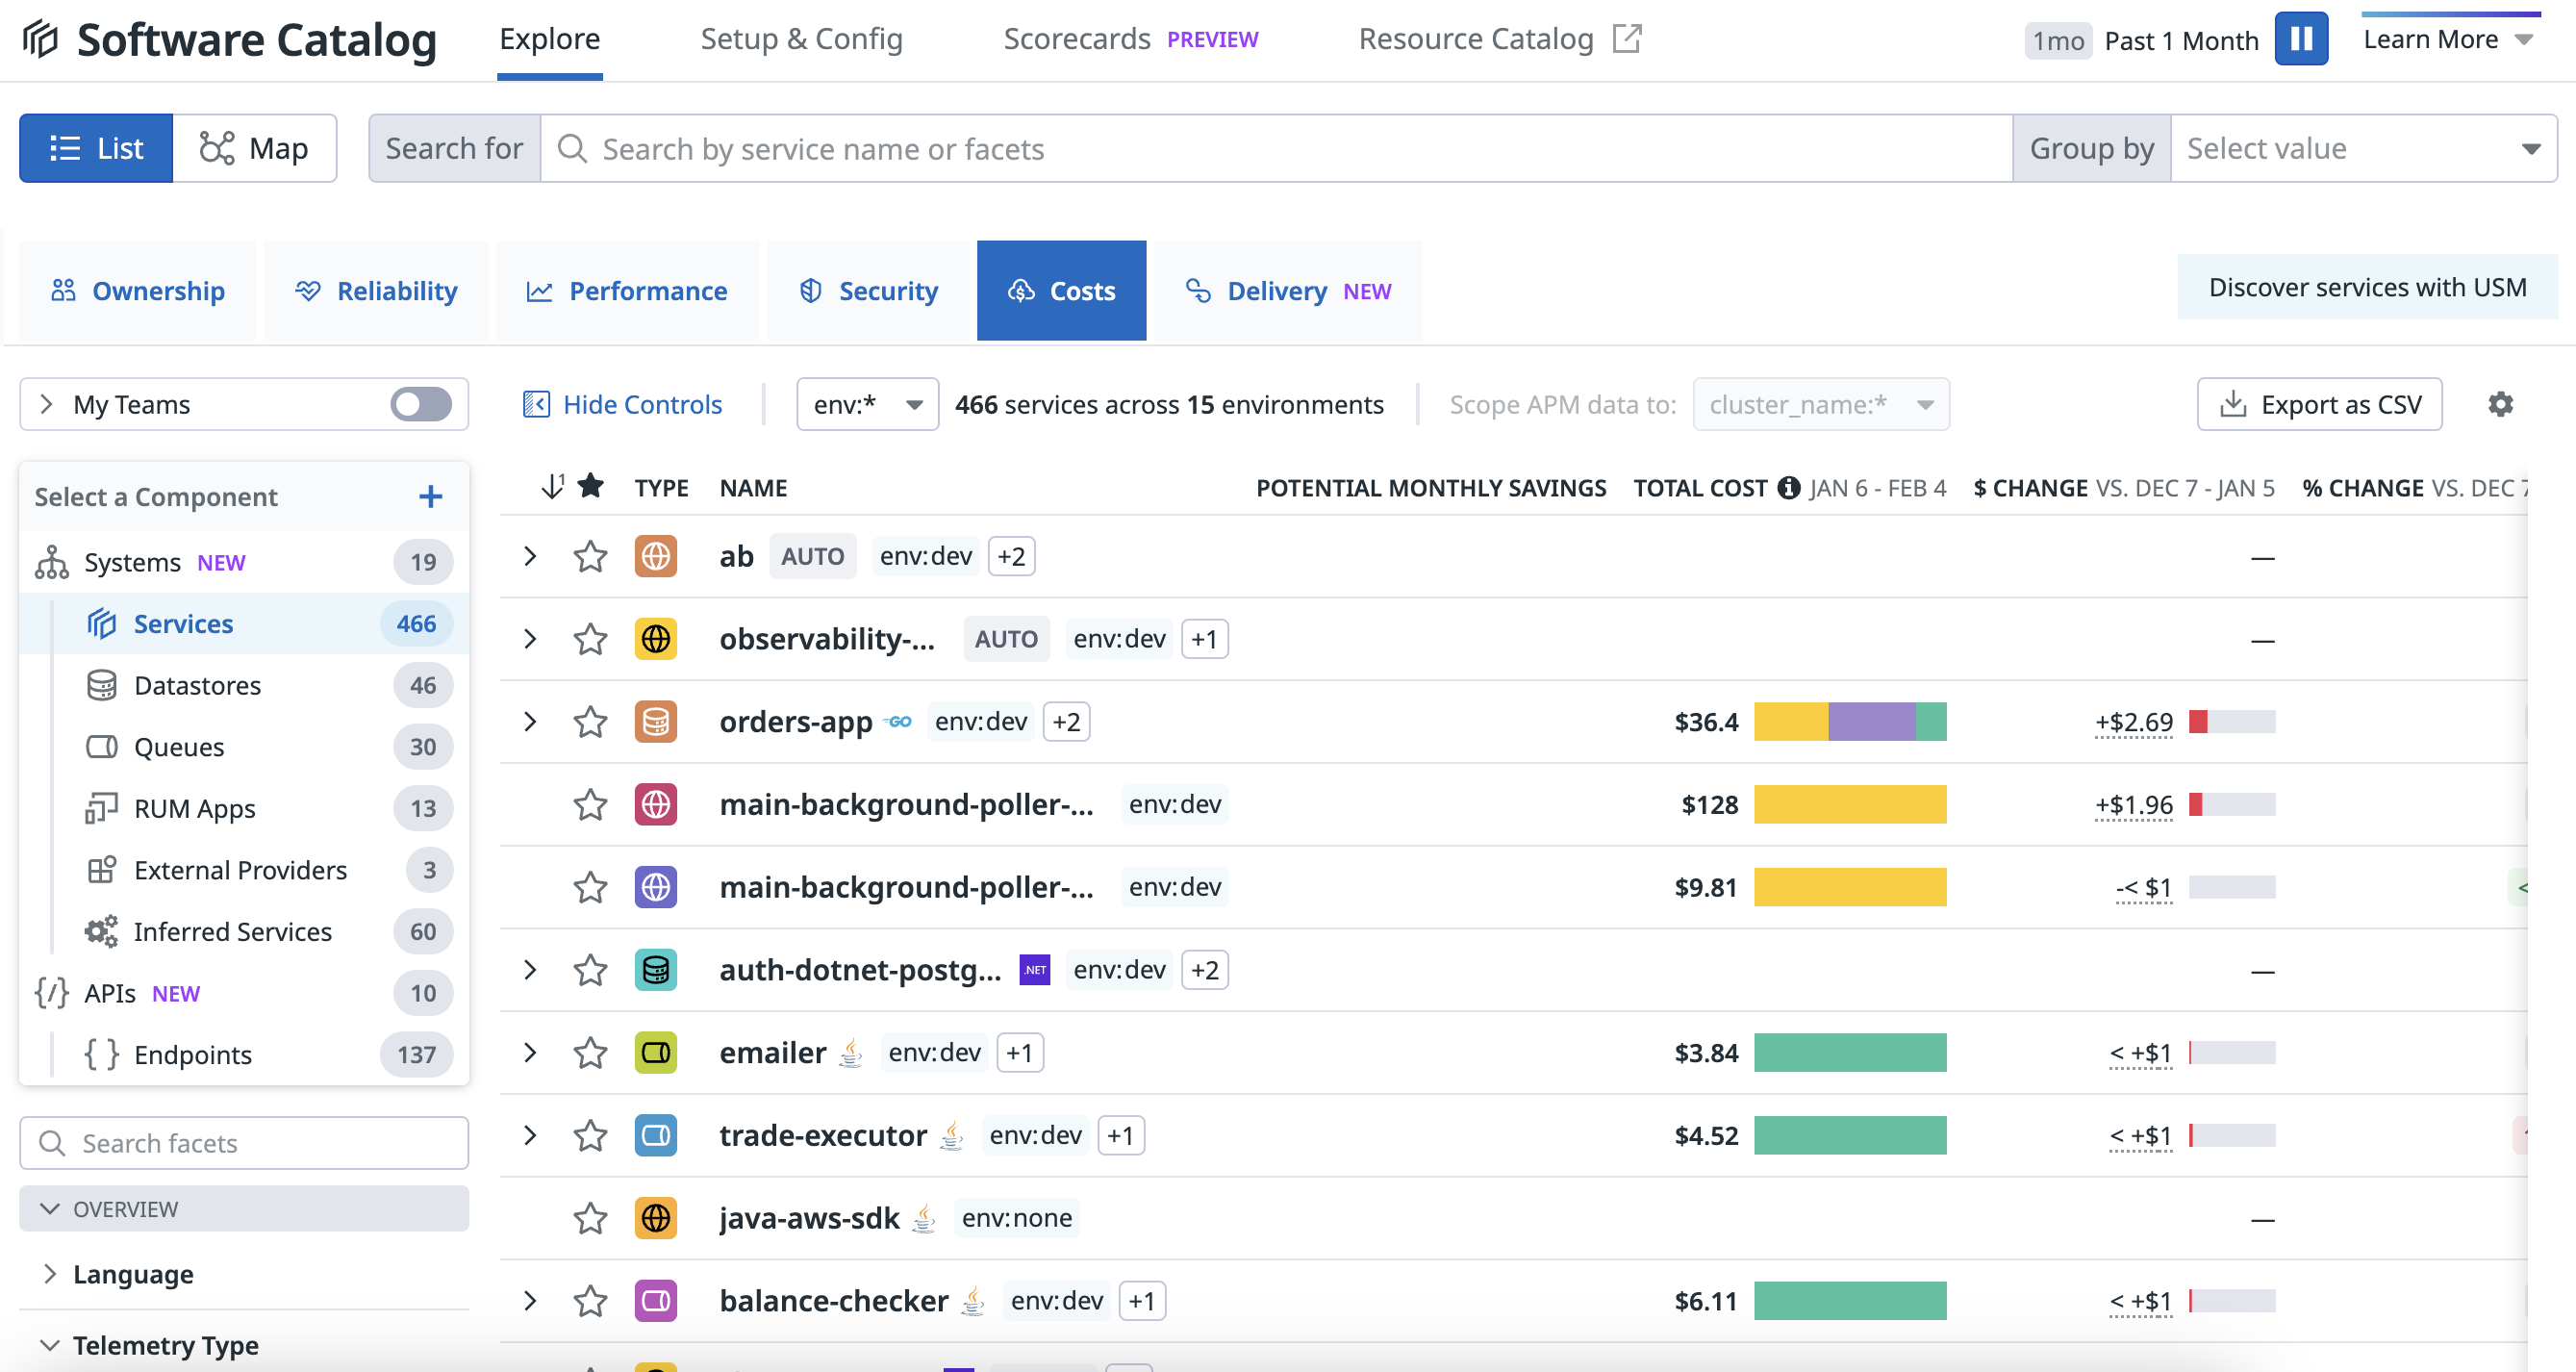 Software Catalog Explore Setup & Config Scorecards PREVIEW Resource Catalog 1mo Past 1 Month Learn More
List Map Search for Search by service name or facets Group by Select value
Ownership Reliability Performance Security Costs Delivery NEW Discover services with USM
My Teams Hide Controls env:* 466 services across 15 environments Scope APM data to: cluster_name:* Export as CSV
Select a Component +
Systems NEW 19
Services 466
Datastores 46
Queues 30
RUM Apps 13
External Providers 3
Inferred Services 60
APIs NEW 10
Endpoints 137
Search facets
OVERVIEW
Language
Telemetry Type
1 TYPE NAME POTENTIAL MONTHLY SAVINGS TOTAL COST JAN 6 - FEB 4 $ CHANGE VS. DEC 7 - JAN 5 % CHANGE VS. DEC 7
ab AUTO env:dev +2 —
observability-... AUTO env:dev +1 —
orders-app GO env:dev +2 $36.4 +$2.69
main-background-poller-... env:dev $128 +$1.96
main-background-poller-... env:dev $9.81 -< $1 <
auth-dotnet-postg... .NET env:dev +2 —
emailer env:dev +1 $3.84 < +$1
trade-executor env:dev +1 $4.52 < +$1
java-aws-sdk env:none —
balance-checker env:dev +1 $6.11 < +$1